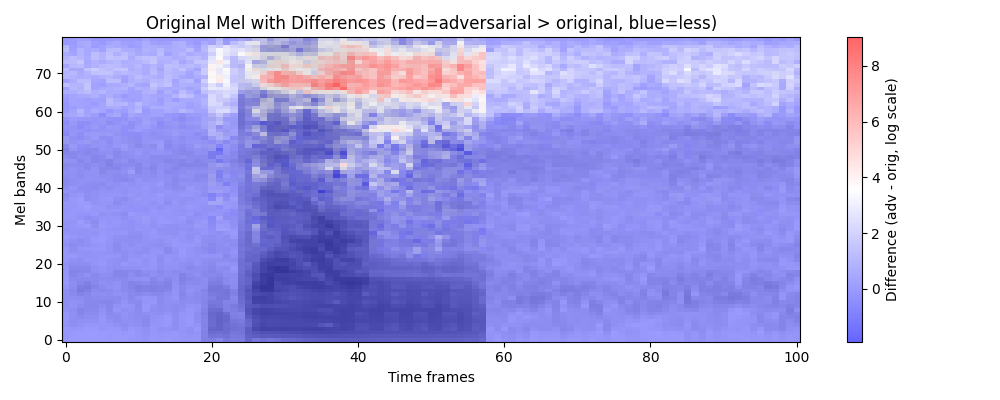 Original Mel with Differences (red=adversarial > original, blue=less)
Mel bands
70
60
50
40
30
20
10
0
0 20 40 60 80 100
Time frames
8
6
4
2
0
Difference (adv - orig, log scale)